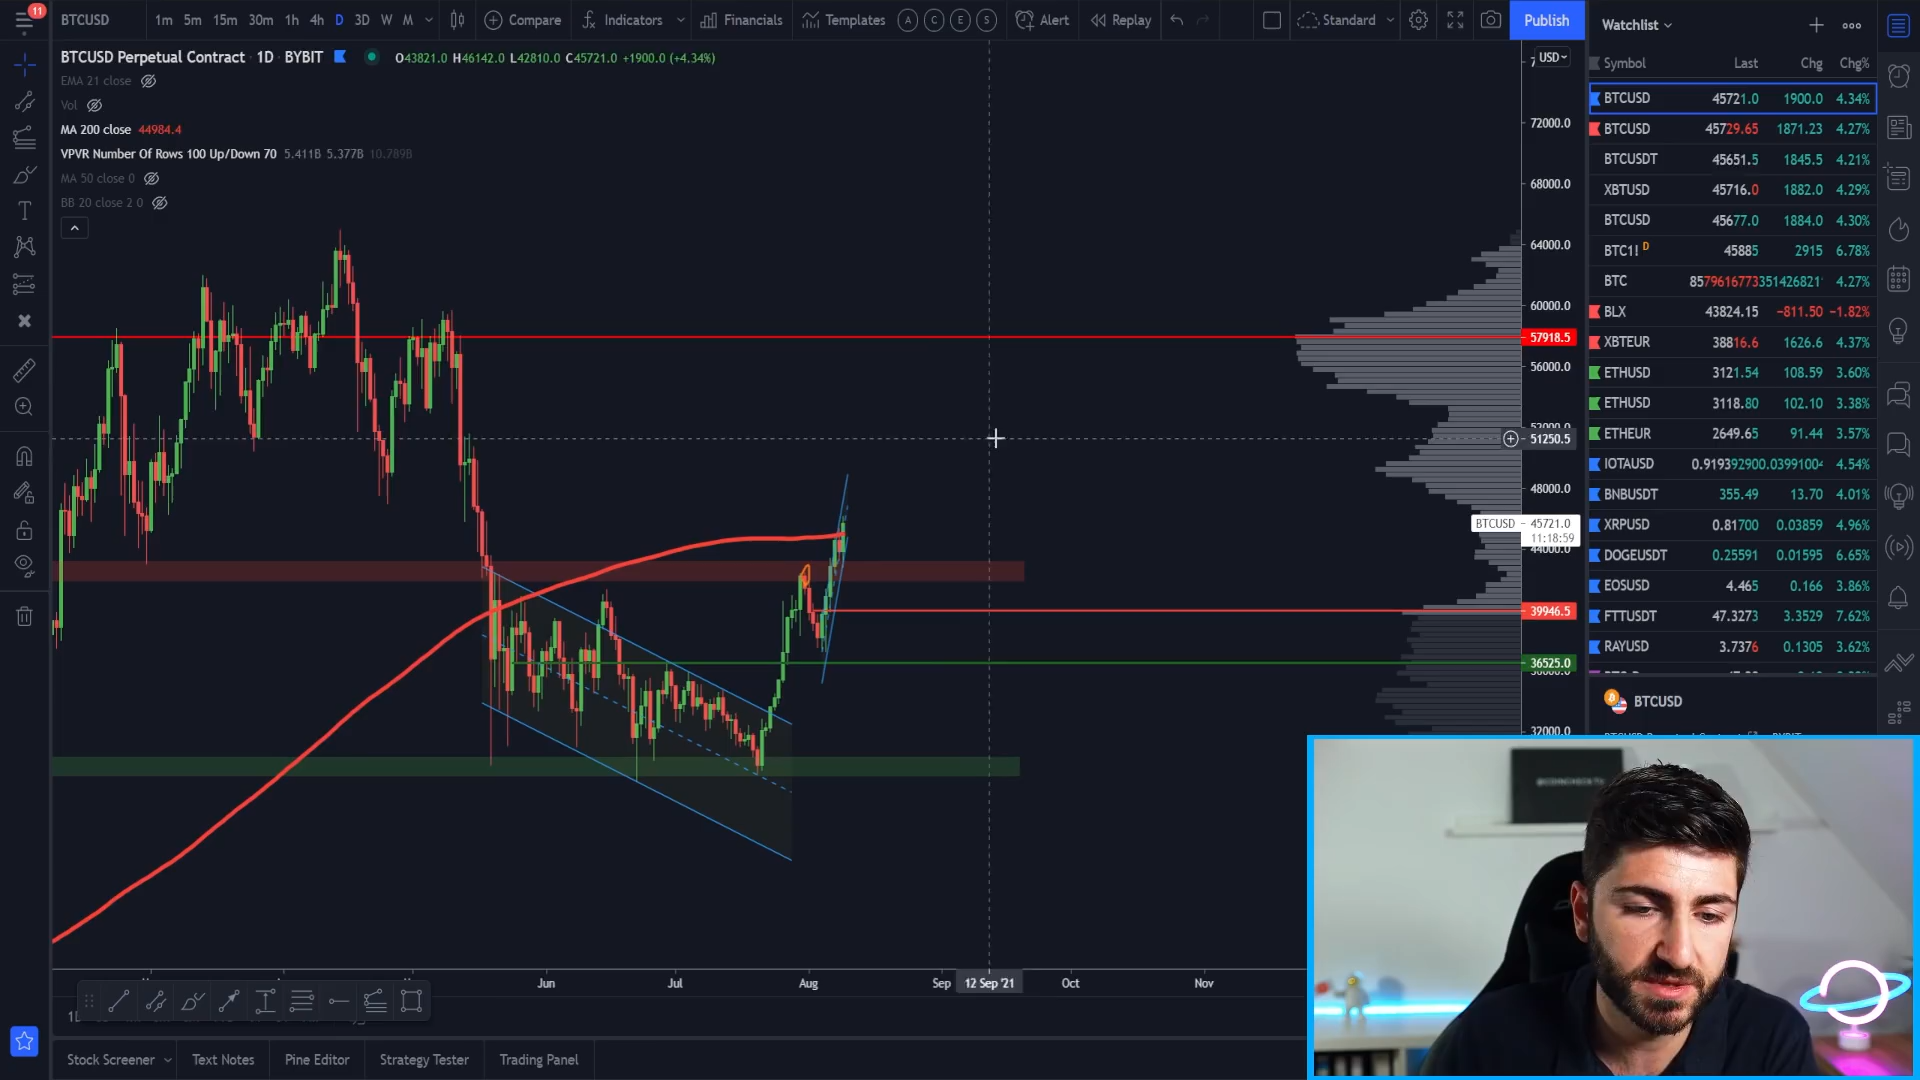 11
BTCUSD 1m 5m 15m 30m 1h 4h D 3D W M Compare Indicators Financials Templates A C E S Alert Replay Standard Publish
BTCUSD Perpetual Contract 1D BYBIT O43821.0 H46142.0 L42810.0 C45721.0 +1900.0 (+4.34%)
EMA 21 close
Vol
MA 200 close 44984.4
VPVR Number Of Rows 100 Up/Down 70 5.411B 5.377B 10.789B
MA 50 close 0
BB 20 close 2 0
USD
72000.0
68000.0
64000.0
60000.0
57918.5
56000.0
52000.0
51250.5
48000.0
BTCUSD - 45721.0
11:18:59
44000.0
39946.5
36525.0
36000.0
32000.0
Jun Jul Aug Sep 12 Sep '21 Oct Nov
Stock Screener Text Notes Pine Editor Strategy Tester Trading Panel
Watchlist
Symbol Last Chg Chg%
BTCUSD 45721.0 1900.0 4.34%
BTCUSD 45729.65 1871.23 4.27%
BTCUSDT 45651.5 1845.5 4.21%
XBTUSD 45716.0 1882.0 4.29%
BTCUSD 45677.0 1884.0 4.30%
BTC1! D 45885 2915 6.78%
BTC 85796167733514268211 4.27%
BLX 43824.15 −811.50 −1.82%
XBTEUR 38816.6 1626.6 4.37%
ETHUSD 3121.54 108.59 3.60%
ETHUSD 3118.80 102.10 3.38%
ETHEUR 2649.65 91.44 3.57%
IOTAUSD 0.919392900.03991004 4.54%
BNBUSDT 355.49 13.70 4.01%
XRPUSD 0.81700 0.03859 4.96%
DOGEUSDT 0.25591 0.01595 6.65%
EOSUSD 4.465 0.166 3.86%
FTTUSDT 47.3273 3.3529 7.62%
RAYUSD 3.7376 0.1305 3.62%
BTCUSD